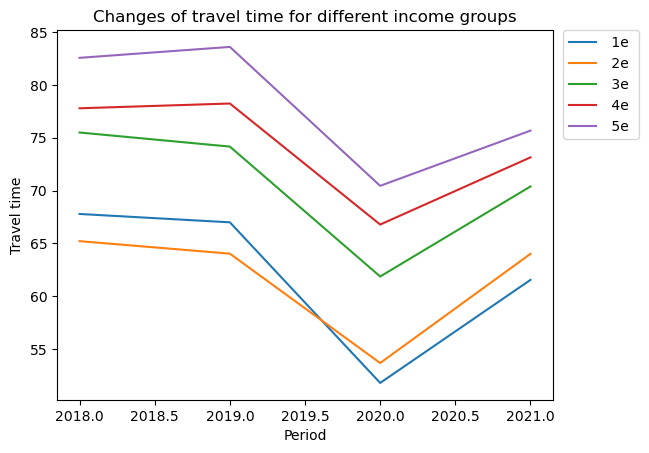 Changes of travel time for different income groups
85
80
75
70
65
60
55
Travel time
2018.0 2018.5 2019.0 2019.5 2020.0 2020.5 2021.0
Period
1e
2e
3e
4e
5e